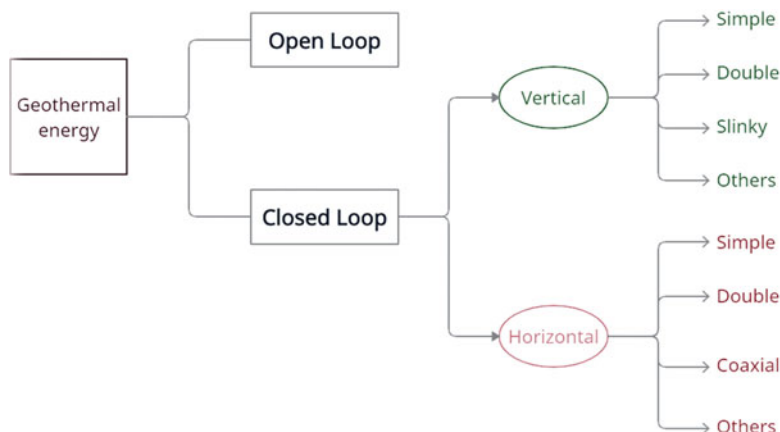 Geothermal
energy
Open Loop
Closed Loop
Vertical
Simple
Double
Slinky
Others
Horizontal
Simple
Double
Coaxial
Others